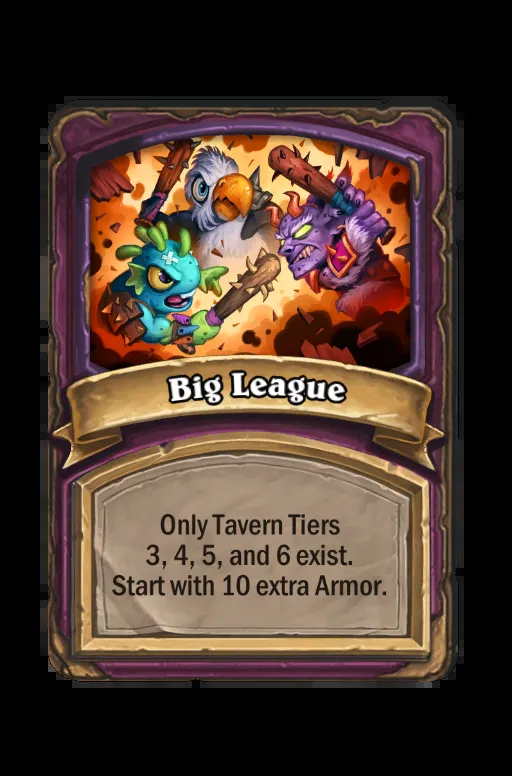 Big League
Only Tavern Tiers
3, 4, 5, and 6 exist.
Start with 10 extra Armor.